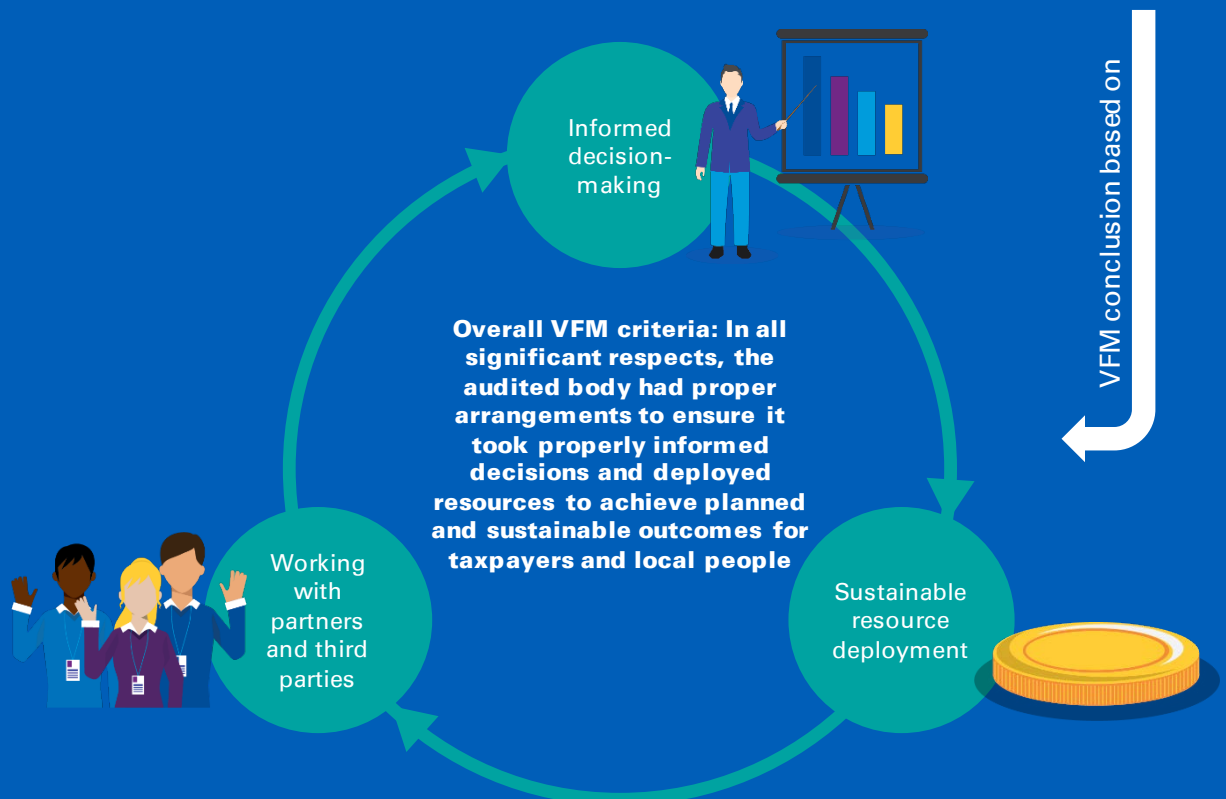 Informed
decision-
making
VFM conclusion based on
Overall VFM criteria: In all
significant respects, the
audited body had proper
arrangements to ensure it
took properly informed
decisions and deployed
resources to achieve planned
and sustainable outcomes for
taxpayers and local people
Working
with
partners
and third
parties
Sustainable
resource
deployment